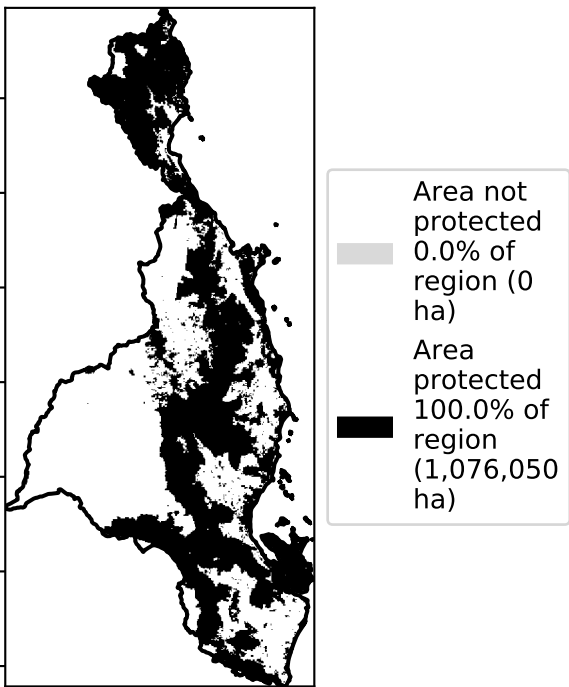 Area not
protected
0.0% of
region (0
ha)
Area
protected
100.0% of
region
(1,076,050
ha)